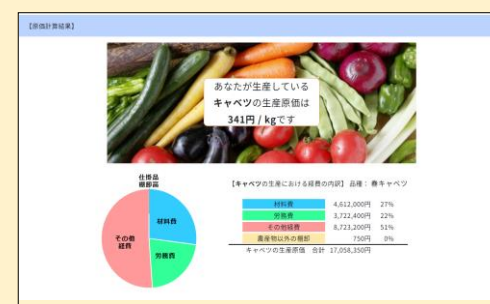 【原価計算結果】
あなたが生産している
キャベツの生産原価は
341円 / kgです
仕掛品
棚卸高
材料費
労務費
その他
経費
【キャベツの生産における経費の内訳】 品種： 春キャベツ
材料費 4,612,000円 27%
労務費 3,722,400円 22%
その他経費 8,723,200円 51%
農産物以外の棚卸 750円 0%
キャベツの生産原価 合計 17,058,350円